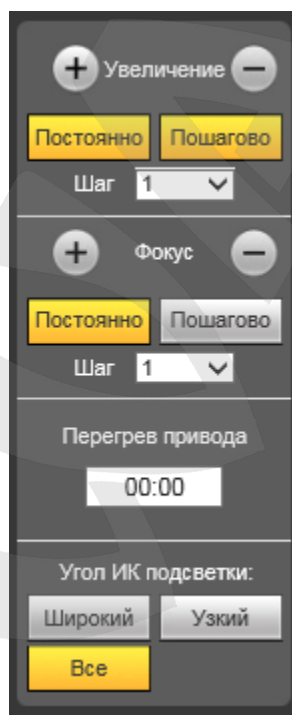 + Увеличение −
Постоянно Пошагово
Шаг 1
+ Фокус −
Постоянно Пошагово
Шаг 1
Перегрев привода
00:00
Угол ИК подсветки:
Широкий Узкий
Все